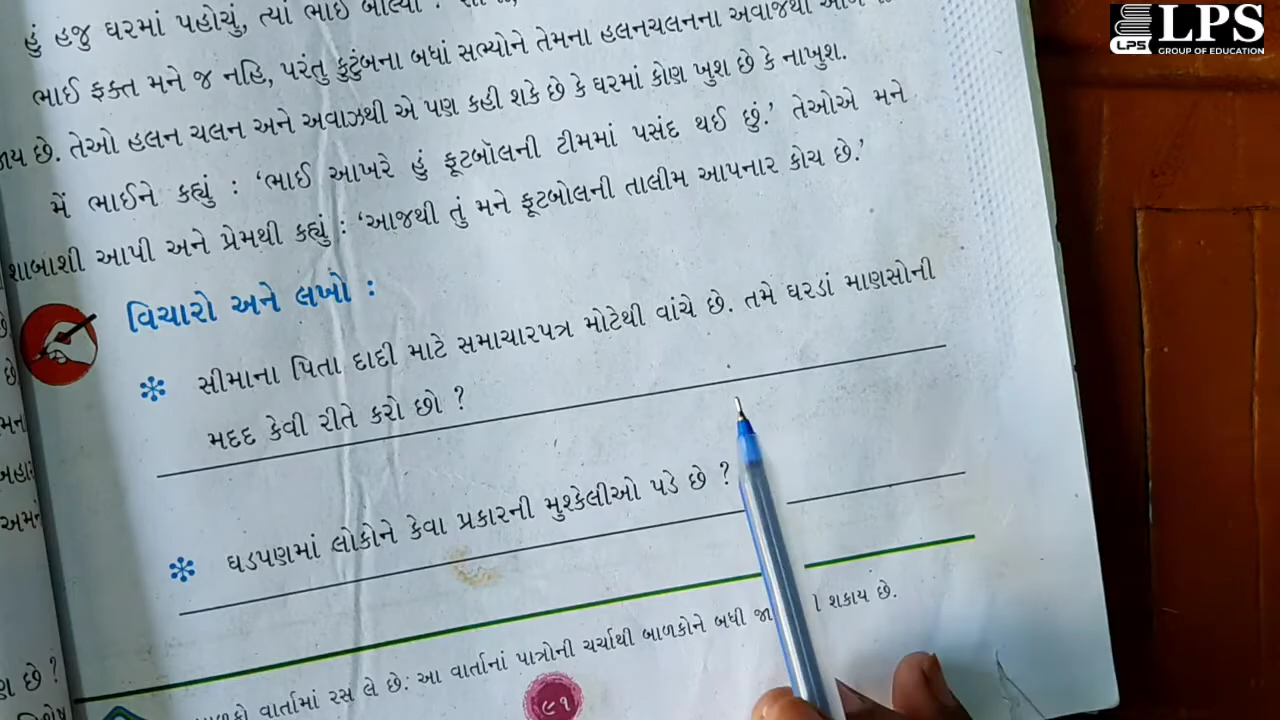 હું હજુ ઘરમાં પહોચું, ત્યાં ભાઈ બોલ્યા :
ભાઈ ફક્ત મને જ નહિ, પરંતુ કુટુંબના બધાં સભ્યોને તેમના હલનચલનના અવાજથી
છે. તેઓ હલન ચલન અને અવાઝથી એ પણ કહી શકે છે કે ઘરમાં કોણ ખુશ છે કે નાખુશ.
મેં ભાઈને કહ્યું : ‘ભાઈ આખરે હું ફૂટબૉલની ટીમમાં પસંદ થઈ છું.’ તેઓએ મને
શાબાશી આપી અને પ્રેમથી કહ્યું : ‘આજથી તું મને ફૂટબોલની તાલીમ આપનાર કોચ છે.’
વિચારો અને લખો :
સીમાના પિતા દાદી માટે સમાચારપત્ર મોટેથી વાંચે છે. તમે ઘરડાં માણસોની
મદદ કેવી રીતે કરો છો ?
ઘડપણમાં લોકોને કેવા પ્રકારની મુશ્કેલીઓ પડે છે ?
વાર્તામાં રસ લે છે. આ વાર્તાનાં પાત્રોની ચર્ચાથી બાળકોને બધી શકાય છે.
૯૧
છે ?
LPS
LPS
GROUP OF EDUCATION